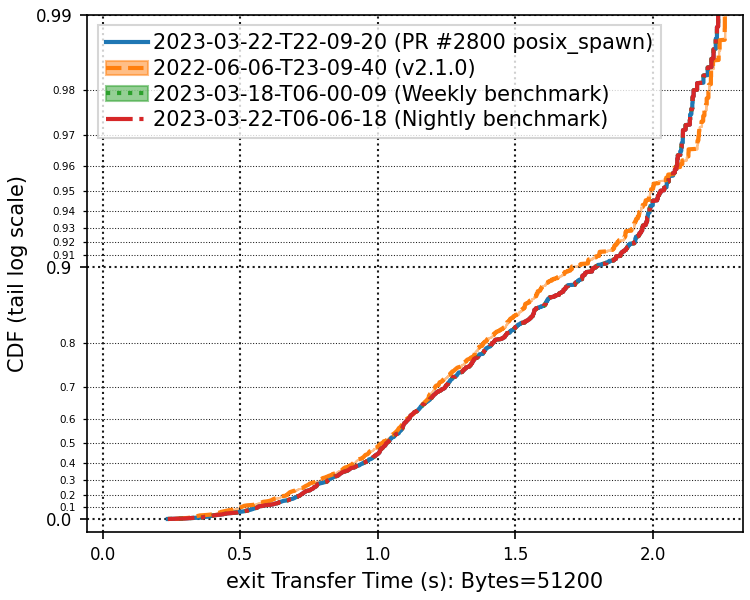 0.99
2023-03-22-T22-09-20 (PR #2800 posix_spawn)
2022-06-06-T23-09-40 (v2.1.0)
2023-03-18-T06-00-09 (Weekly benchmark)
2023-03-22-T06-06-18 (Nightly benchmark)
0.98
0.97
0.96
0.95
0.94
0.93
0.92
0.91
0.9
0.8
0.7
0.6
0.5
0.4
0.3
0.2
0.1
0.0
CDF (tail log scale)
0.0 0.5 1.0 1.5 2.0
exit Transfer Time (s): Bytes=51200